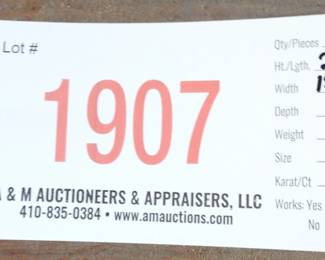 Lot #
1907
A & M AUCTIONEERS & APPRAISERS, LLC
410-835-0384 • www.amauctions.com
Qty/Pieces
Ht./Lgth.
Width
Depth
Weight
Size
Karat/Ct
Works: Yes
No